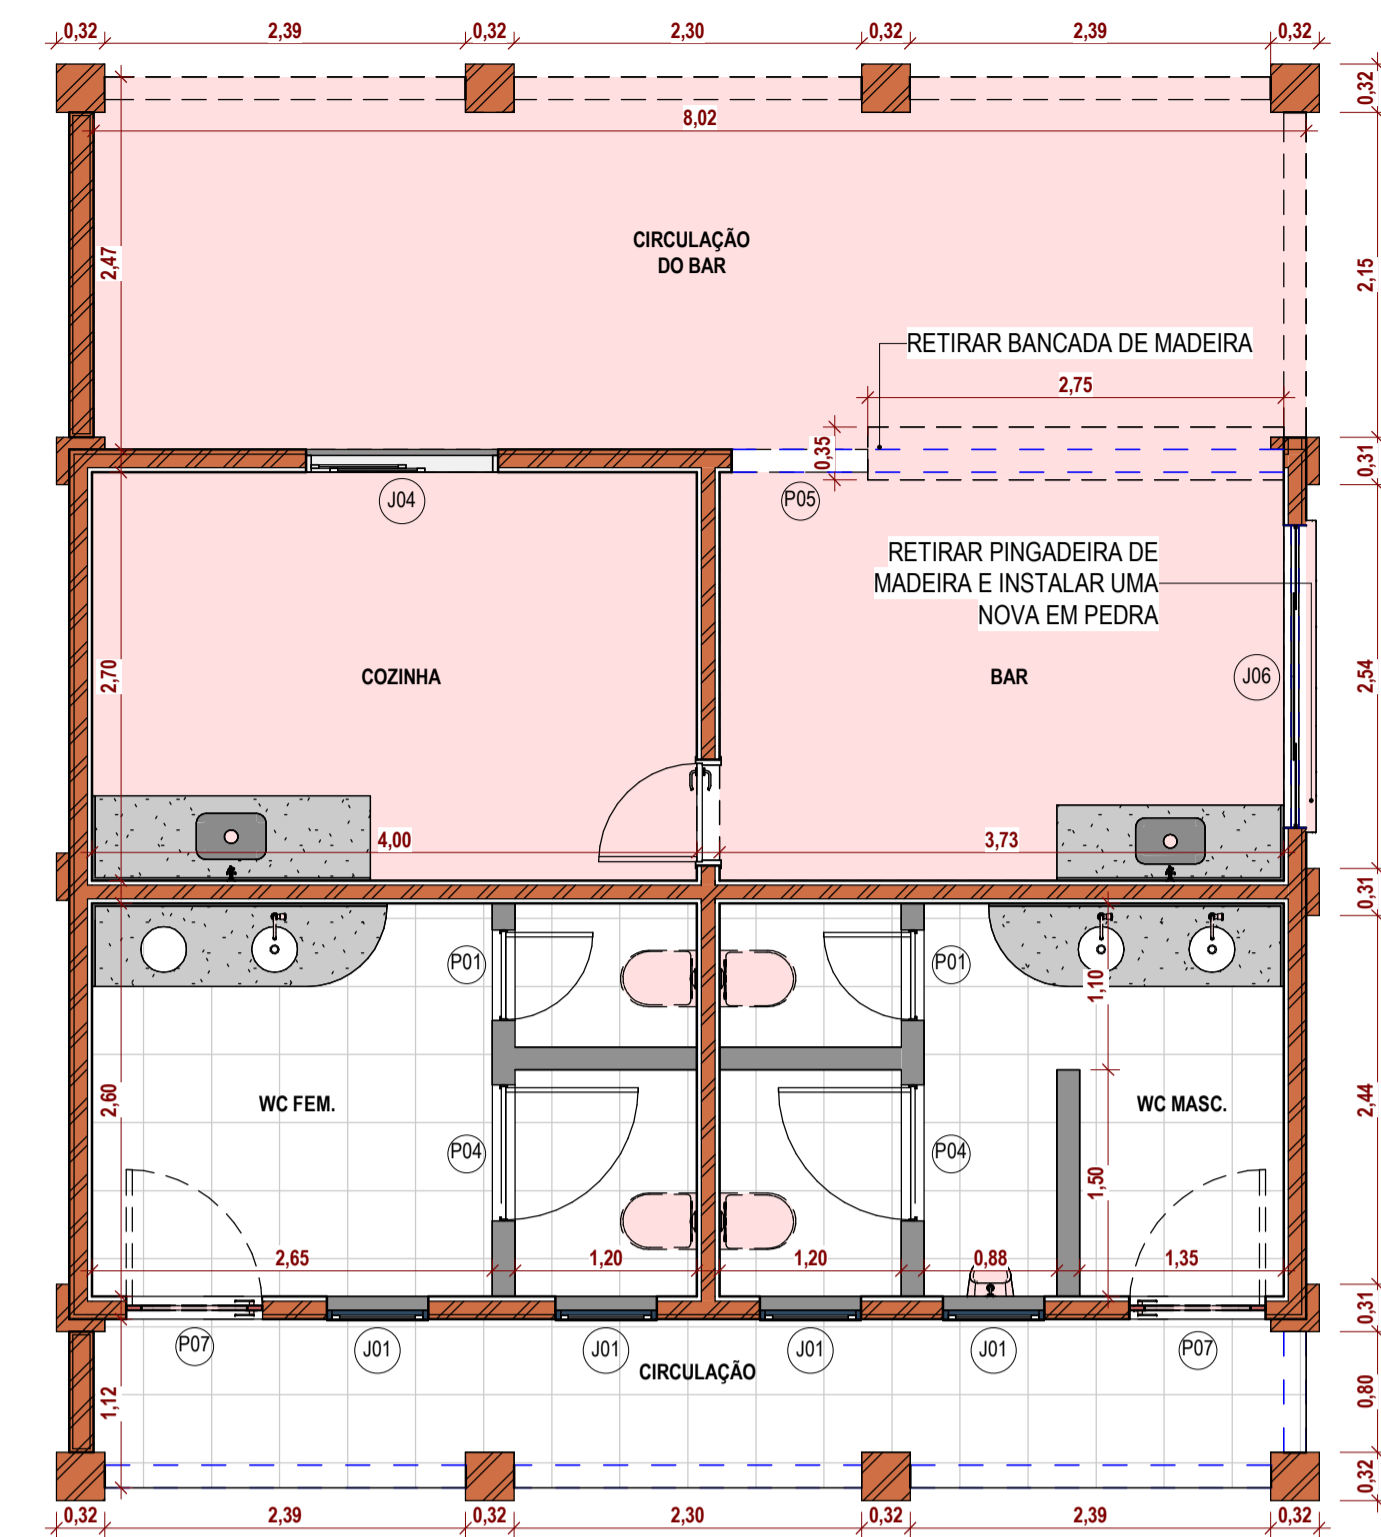 0,32 2,39 0,32 2,30 0,32 2,39 0,32
0,32
8,02
CIRCULAÇÃO
DO BAR
2,47
2,15
RETIRAR BANCADA DE MADEIRA
2,75
0,35
0,31
J04
P05
RETIRAR PINGADEIRA DE
MADEIRA E INSTALAR UMA
NOVA EM PEDRA
2,70
COZINHA
BAR
J06
2,54
4,00
3,73
0,31
P01
P01
1,10
2,60
WC FEM.
WC MASC.
2,44
P04
P04
1,50
2,65
1,20
1,20
0,88
1,35
0,31
P07
J01
J01
J01
J01
P07
CIRCULAÇÃO
1,12
0,80
0,32
0,32 2,39 0,32 2,30 0,32 2,39 0,32